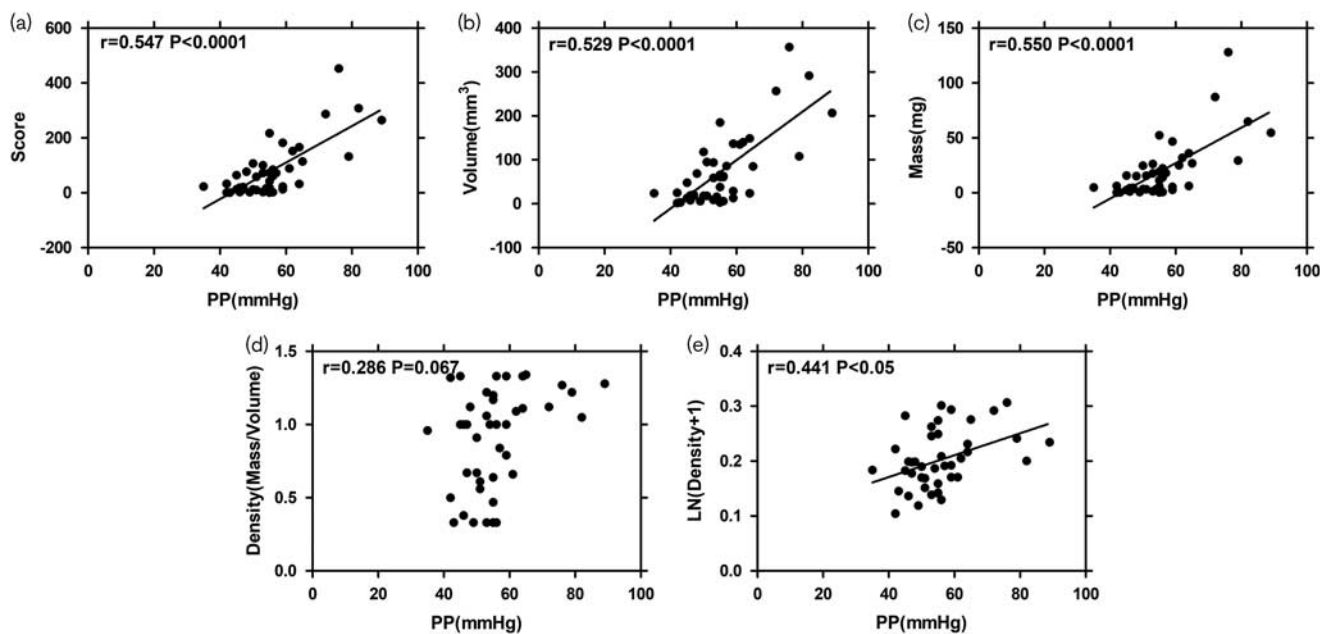 (a)
r=0.547 P<0.0001
600
400
200
0
-200
Score
0 20 40 60 80 100
PP(mmHg)
(b)
r=0.529 P<0.0001
400
300
200
100
0
-100
Volume(mm³)
0 20 40 60 80 100
PP(mmHg)
(c)
r=0.550 P<0.0001
150
100
50
0
-50
Mass(mg)
0 20 40 60 80 100
PP(mmHg)
(d)
r=0.286 P=0.067
1.5
1.0
0.5
0.0
Density(Mass/Volume)
0 20 40 60 80 100
PP(mmHg)
(e)
r=0.441 P<0.05
0.4
0.3
0.2
0.1
0.0
LN(Density+1)
0 20 40 60 80 100
PP(mmHg)